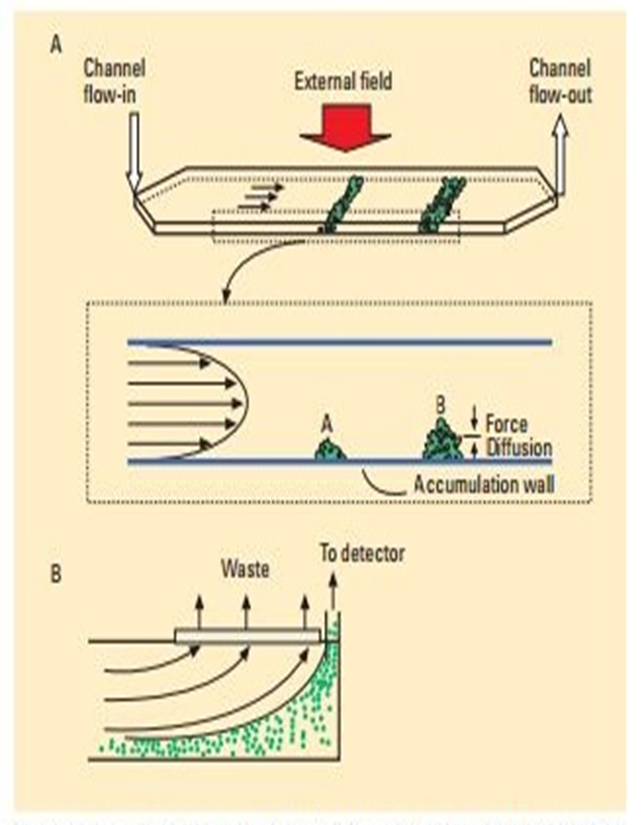 A
Channel
flow-in
External field
Channel
flow-out
A
B
Force
Diffusion
Accumulation wall
B
Waste
To detector